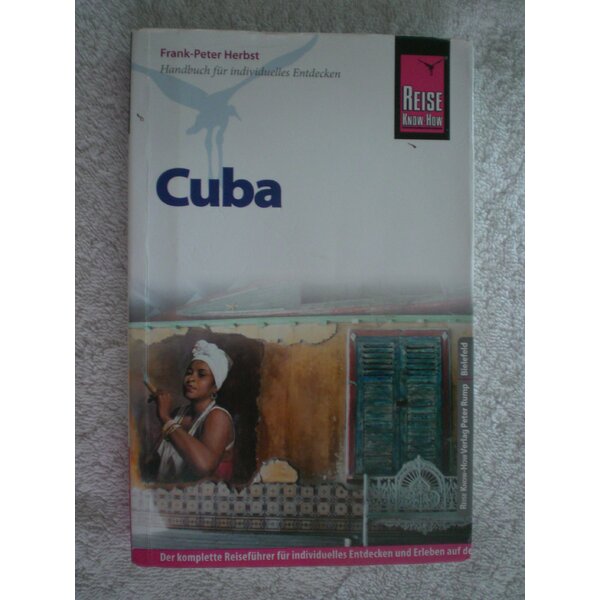 Frank-Peter Herbst
Handbuch für individuelles Entdecken
REISE
KNOW-HOW
Cuba
REISE KNOW-HOW Verlag Peter Rump Bielefeld
Der komplette Reiseführer für individuelles Entdecken und Erleben auf de